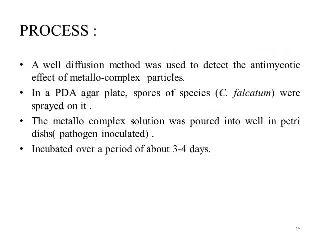 PROCESS :
• A well diffusion method was used to detect the antimycotic
effect of metallo-complex particles.
• In a PDA agar plate, spores of species (C. falcatum) were
sprayed on it .
• The metallo complex solution was poured into well in petri
dishs( pathogen inoculated) .
• Incubated over a period of about 3-4 days.